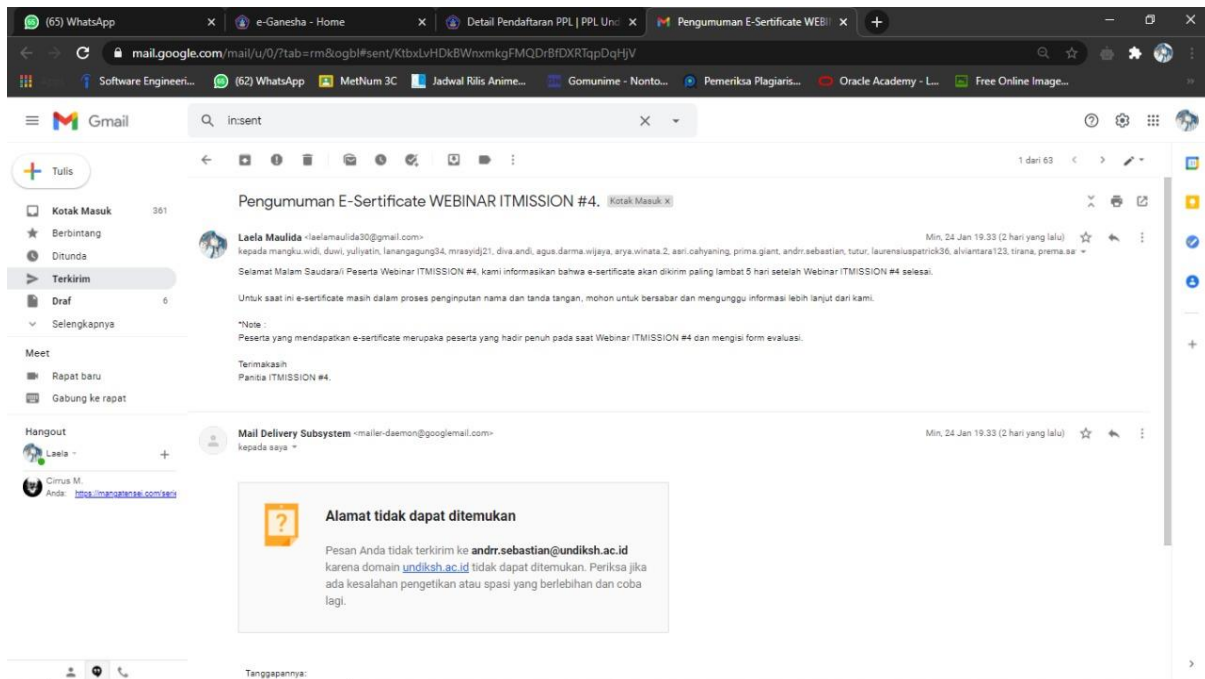 (65) WhatsApp
e-Ganesha - Home
Detail Pendaftaran PPL | PPL Und
Pengumuman E-Sertificate WEBI
mail.google.com/mail/u/0/?tab=rm&ogbl#sent/KtbxLvHDkBWnxmkgFMQDrBfDXRTqpDqHjV
Software Engineeri...
(62) WhatsApp
MetNum 3C
Jadwal Rilis Anime...
Gomunime - Nonto...
Pemeriksa Plagiaris...
Oracle Academy - L...
Free Online Image...
Gmail
in:sent
Tulis
1 dari 63
Kotak Masuk 361
Berbintang
Ditunda
Terkirim
Draf 6
Selengkapnya
Meet
Rapat baru
Gabung ke rapat
Hangout
Laela
Cirrus M.
Anda: https://mangatensei.com/serie
Pengumuman E-Sertificate WEBINAR ITMISSION #4. Kotak Masuk x
Laela Maulida <laelamaulida30@gmail.com> Min, 24 Jan 19.33 (2 hari yang lalu)
kepada mangku.widi, duwi, yuliyatin, lanangagung34, mrasyidj21, diva.andi, agus.darma.wijaya, arya.winata.2, asri.cahyaning, prima.giant, andrr.sebastian, tutur, laurensiuspatrick36, alviantara123, tirana, prema.sar
Selamat Malam Saudara/i Peserta Webinar ITMISSION #4, kami informasikan bahwa e-sertificate akan dikirim paling lambat 5 hari setelah Webinar ITMISSION #4 selesai.
Untuk saat ini e-sertificate masih dalam proses penginputan nama dan tanda tangan, mohon untuk bersabar dan mengunggu informasi lebih lanjut dari kami.
*Note :
Peserta yang mendapatkan e-sertificate merupaka peserta yang hadir penuh pada saat Webinar ITMISSION #4 dan mengisi form evaluasi.
Terimakasih
Panitia ITMISSION #4.
Mail Delivery Subsystem <mailer-daemon@googlemail.com> Min, 24 Jan 19.33 (2 hari yang lalu)
kepada saya
Alamat tidak dapat ditemukan
Pesan Anda tidak terkirim ke andrr.sebastian@undiksh.ac.id
karena domain undiksh.ac.id tidak dapat ditemukan. Periksa jika
ada kesalahan pengetikan atau spasi yang berlebihan dan coba
lagi.
Tanggapannya: